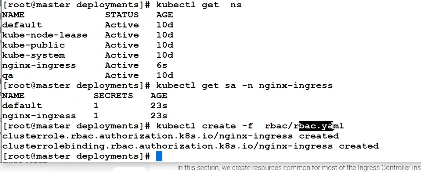 [root@master deployments]# kubectl get  ns
NAME              STATUS   AGE
default           Active   10d
kube-node-lease   Active   10d
kube-public       Active   10d
kube-system       Active   10d
nginx-ingress     Active   6s
qa                Active   10d
[root@master deployments]# kubectl get sa -n nginx-ingress
NAME            SECRETS   AGE
default         1         23s
nginx-ingress   1         23s
[root@master deployments]# kubectl create -f  rbac/rbac.yaml
clusterrole.rbac.authorization.k8s.io/nginx-ingress created
clusterrolebinding.rbac.authorization.k8s.io/nginx-ingress created
[root@master deployments]#
In this section, we create resources common for most of the Ingress Controller ins